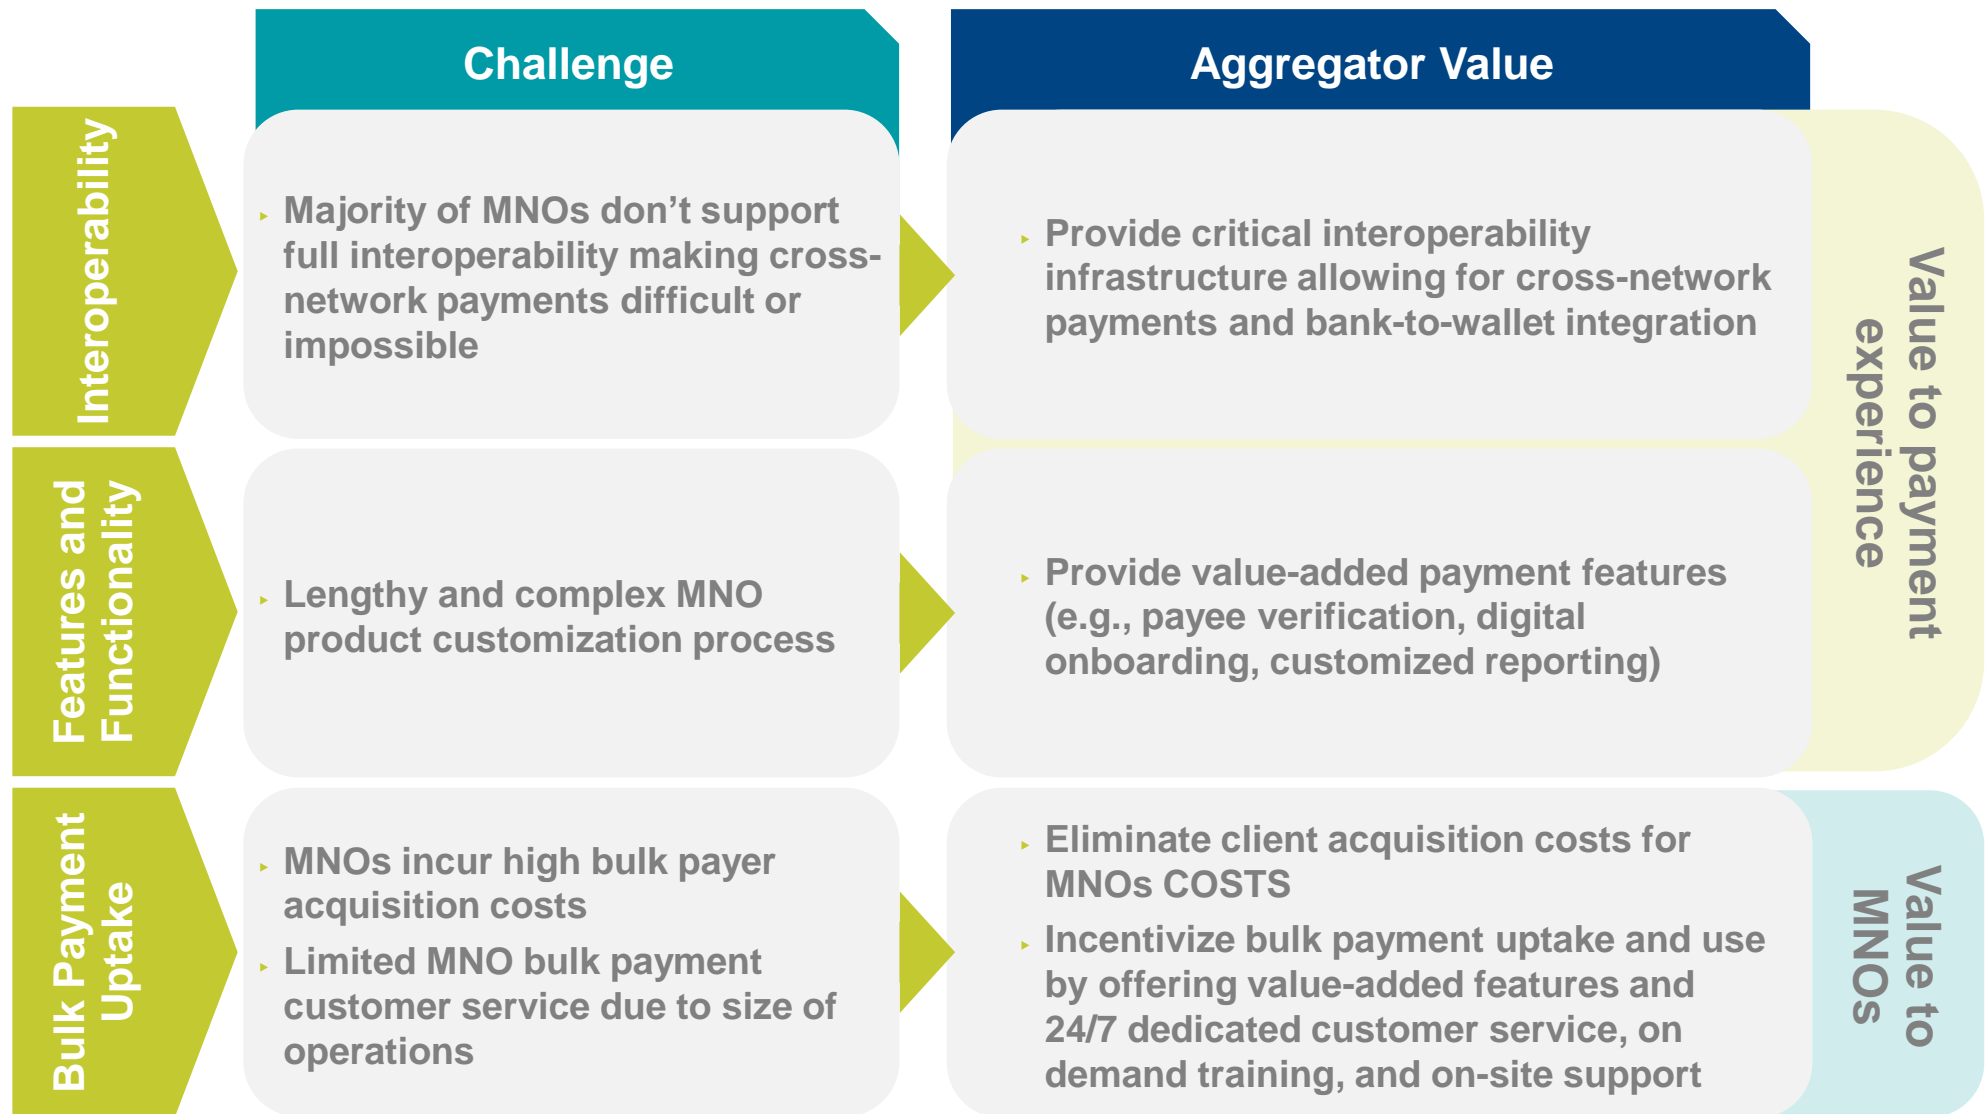 Challenge
Aggregator Value
Interoperability
Majority of MNOs don’t support
full interoperability making cross-
network payments difficult or
impossible
Provide critical interoperability
infrastructure allowing for cross-network
payments and bank-to-wallet integration
Value to payment
experience
Features and
Functionality
Lengthy and complex MNO
product customization process
Provide value-added payment features
(e.g., payee verification, digital
onboarding, customized reporting)
Bulk Payment
Uptake
MNOs incur high bulk payer
acquisition costs
Limited MNO bulk payment
customer service due to size of
operations
Eliminate client acquisition costs for
MNOs COSTS
Incentivize bulk payment uptake and use
by offering value-added features and
24/7 dedicated customer service, on
demand training, and on-site support
Value to
MNOs